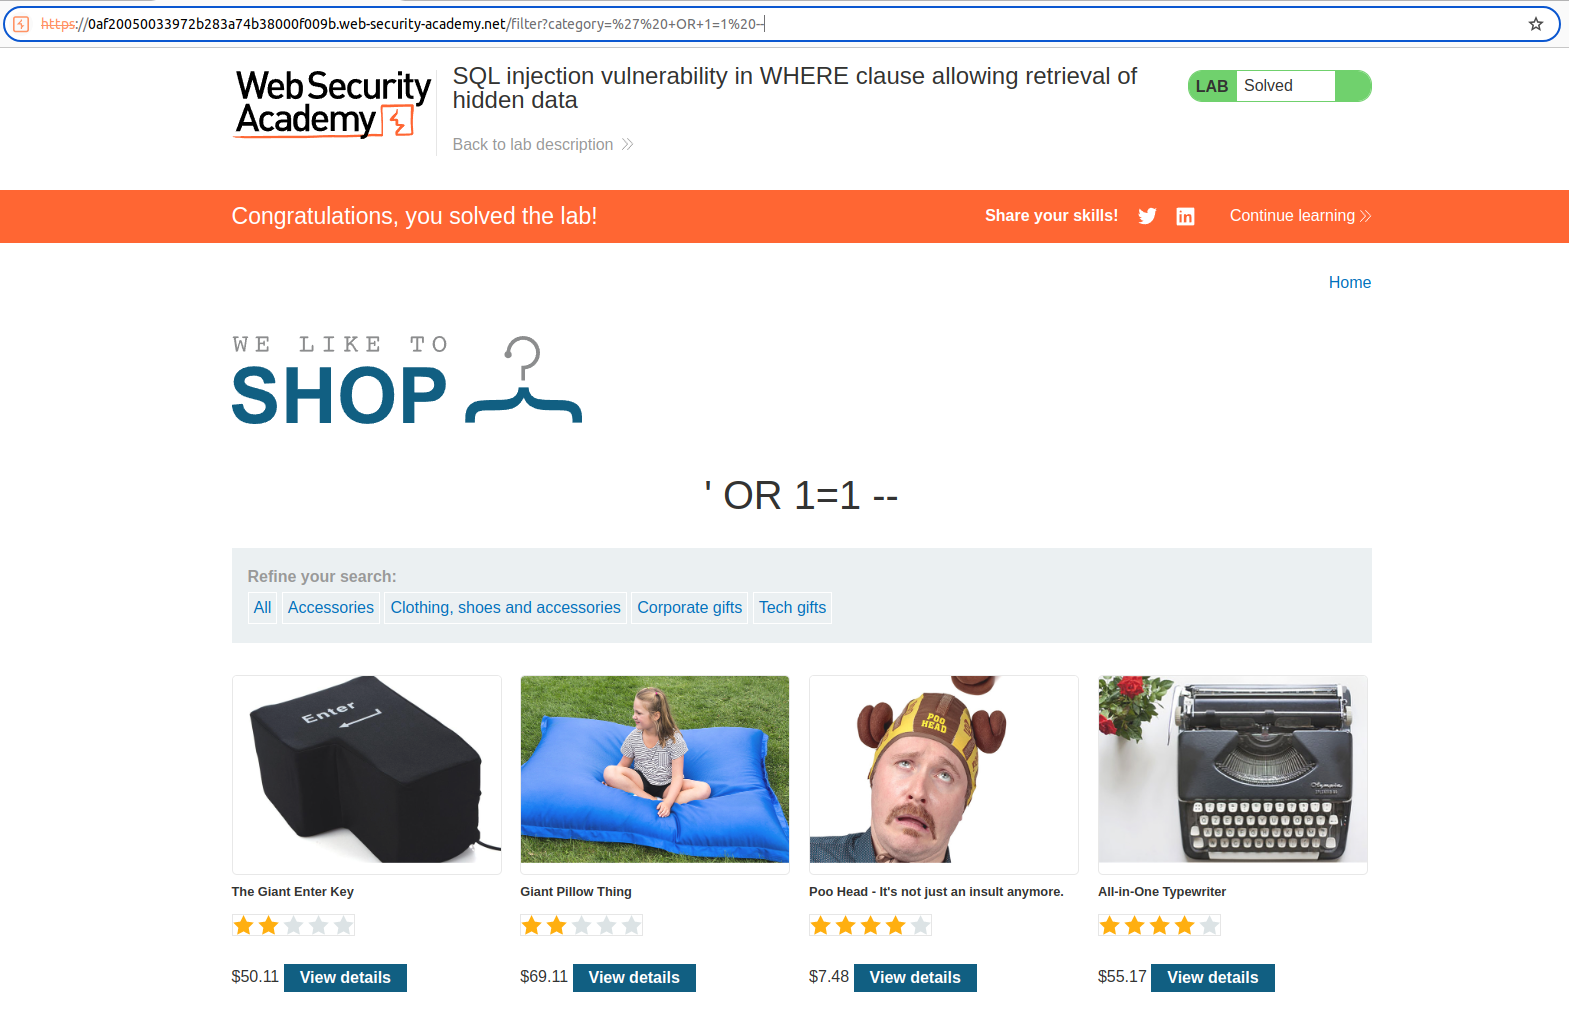 https://0af20050033972b283a74b38000f009b.web-security-academy.net/filter?category=%27%20+OR+1=1%20--
WebSecurity
Academy
SQL injection vulnerability in WHERE clause allowing retrieval of
hidden data
LAB Solved
Back to lab description
Congratulations, you solved the lab!
Share your skills!
Continue learning
Home
WE LIKE TO
SHOP
' OR 1=1 --
Refine your search:
All Accessories Clothing, shoes and accessories Corporate gifts Tech gifts
Enter
POO
HEAD
Olympia
The Giant Enter Key
Giant Pillow Thing
Poo Head - It's not just an insult anymore.
All-in-One Typewriter
$50.11 View details
$69.11 View details
$7.48 View details
$55.17 View details